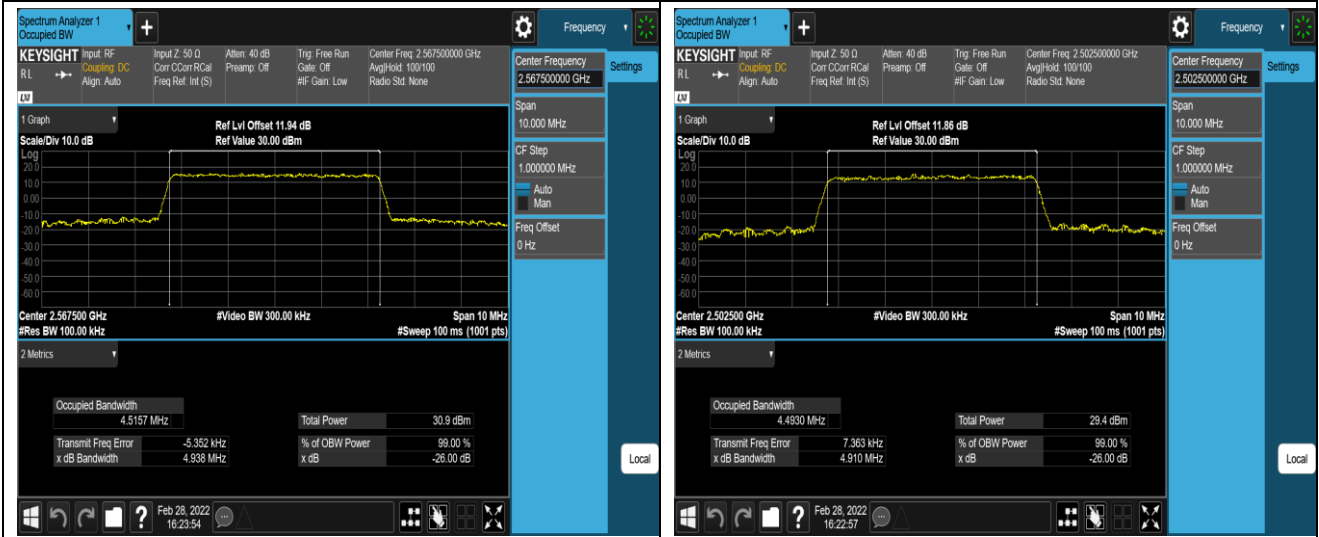 Spectrum Analyzer 1
Occupied BW
+
Frequency
KEYSIGHT Input: RF Input Z: 50 Ω Atten: 40 dB Trig: Free Run Center Freq: 2.567500000 GHz
RL Coupling: DC Corr CCorr RCal Preamp: Off Gate: Off Avg|Hold: 100/100
Align: Auto Freq Ref: Int (S) #IF Gain: Low Radio Std: None
LXI
Center Frequency
2.567500000 GHz
Settings
Span
10.000 MHz
CF Step
1.000000 MHz
Auto
Man
Freq Offset
0 Hz
Local
1 Graph
Ref Lvl Offset 11.94 dB
Scale/Div 10.0 dB Ref Value 30.00 dBm
Log
20.0
10.0
0.00
-10.0
-20.0
-30.0
-40.0
-50.0
-60.0
Center 2.567500 GHz #Video BW 300.00 kHz Span 10 MHz
#Res BW 100.00 kHz #Sweep 100 ms (1001 pts)
2 Metrics
Occupied Bandwidth
4.5157 MHz Total Power 30.9 dBm
Transmit Freq Error -5.352 kHz % of OBW Power 99.00 %
x dB Bandwidth 4.938 MHz x dB -26.00 dB
? Feb 28, 2022
16:23:54
Spectrum Analyzer 1
Occupied BW
+
Frequency
KEYSIGHT Input: RF Input Z: 50 Ω Atten: 40 dB Trig: Free Run Center Freq: 2.502500000 GHz
RL Coupling: DC Corr CCorr RCal Preamp: Off Gate: Off Avg|Hold: 100/100
Align: Auto Freq Ref: Int (S) #IF Gain: Low Radio Std: None
LXI
Center Frequency
2.502500000 GHz
Settings
Span
10.000 MHz
CF Step
1.000000 MHz
Auto
Man
Freq Offset
0 Hz
Local
1 Graph
Ref Lvl Offset 11.86 dB
Scale/Div 10.0 dB Ref Value 30.00 dBm
Log
20.0
10.0
0.00
-10.0
-20.0
-30.0
-40.0
-50.0
-60.0
Center 2.502500 GHz #Video BW 300.00 kHz Span 10 MHz
#Res BW 100.00 kHz #Sweep 100 ms (1001 pts)
2 Metrics
Occupied Bandwidth
4.4930 MHz Total Power 29.4 dBm
Transmit Freq Error 7.363 kHz % of OBW Power 99.00 %
x dB Bandwidth 4.910 MHz x dB -26.00 dB
? Feb 28, 2022
16:22:57